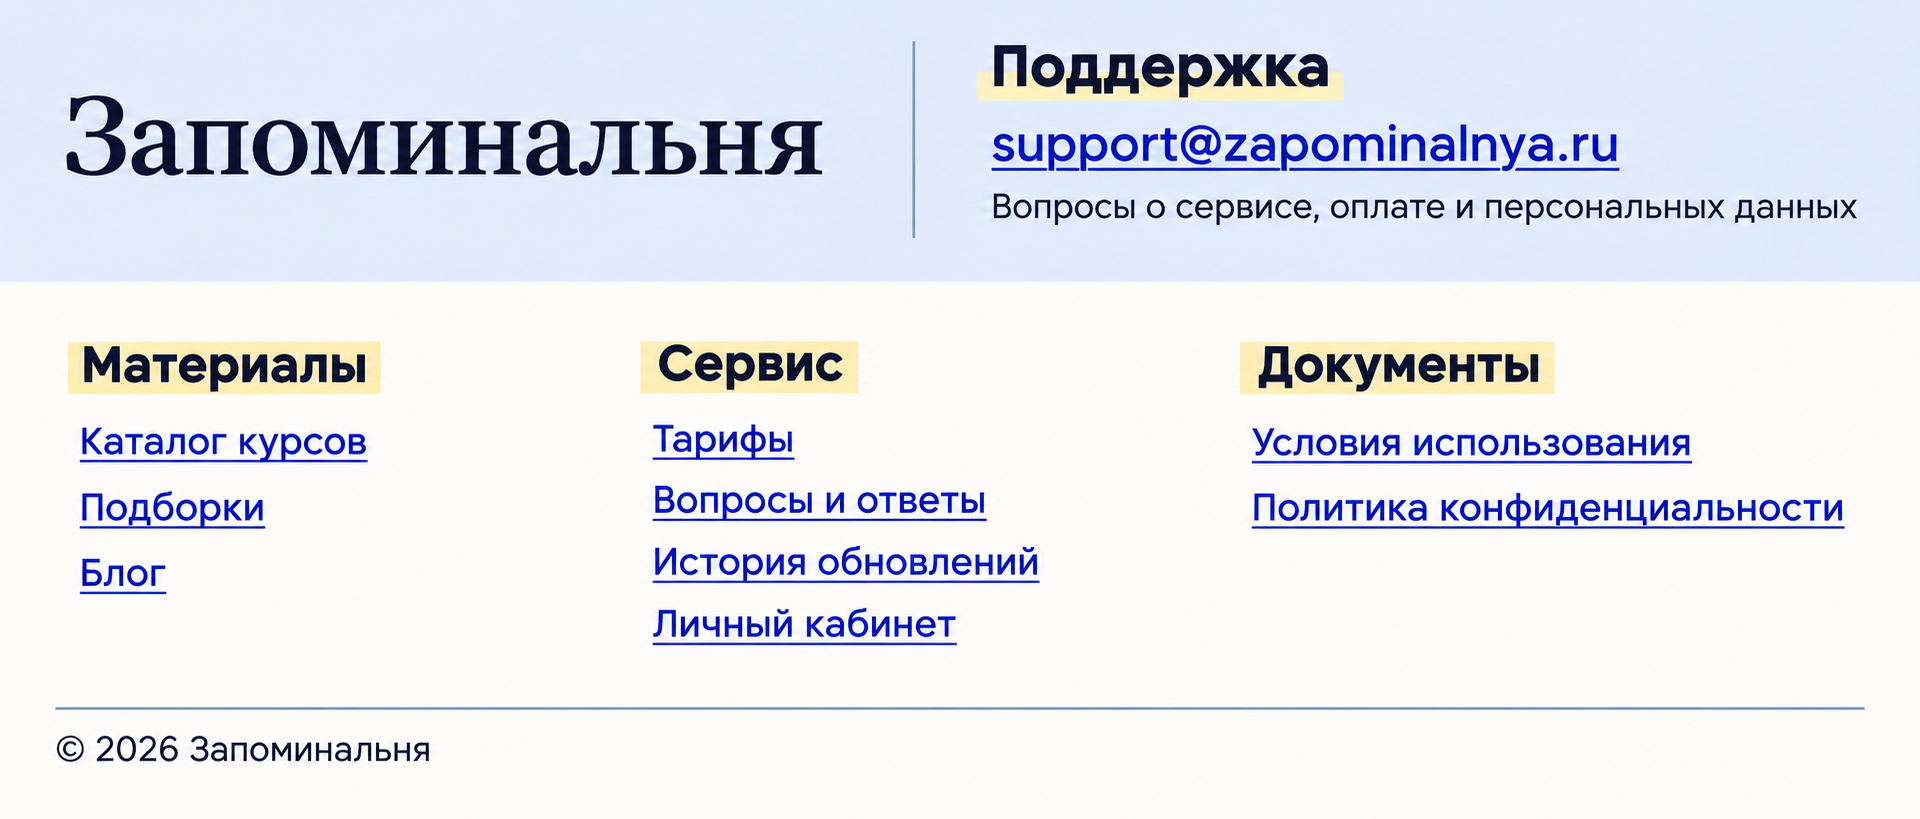 Запоминальня
Поддержка
support@zapominalnya.ru
Вопросы о сервисе, оплате и персональных данных
Материалы
Каталог курсов
Подборки
Блог
Сервис
Тарифы
Вопросы и ответы
История обновлений
Личный кабинет
Документы
Условия использования
Политика конфиденциальности
© 2026 Запоминальня